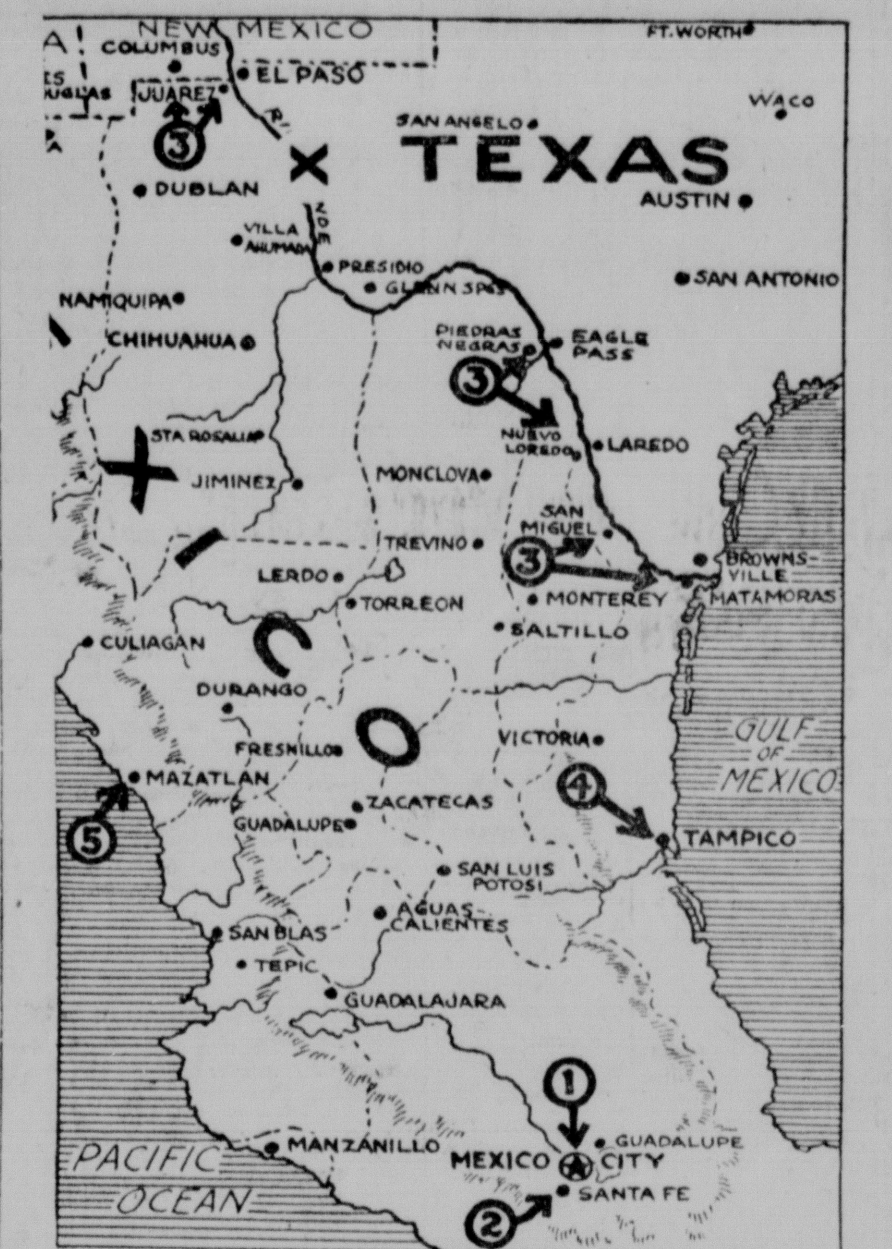 NEW MEXICO
FT. WORTH
A
COLUMBUS
EL PASO
JUAREZ
WACO
SAN ANGELO
3
X
TEXAS
DUBLAN
AUSTIN
VILLA
AHUMADA
PRESIDIO
SAN ANTONIO
GLENN SPGS
NAMIQUIPA
PIEDRAS
NEGRAS
EAGLE
PASS
CHIHUAHUA
3
STA ROSALIA
NUEVO
LOREDO
LAREDO
JIMINEZ
MONCLOVA
SAN
MIGUEL
TREVINO
3
BROWNS-
VILLE
LERDO
MONTEREY
MATAMORAS
TORREON
SALTILLO
CULIAGAN
C
DURANGO
O
VICTORIA
GULF
OF
MEXICO
FRESNILLO
MAZATLAN
4
ZACATECAS
GUADALUPE
TAMPICO
5
SAN LUIS
POTOSI
AGUAS-
CALIENTES
SAN BLAS
TEPIC
GUADALAJARA
1
MANZANILLO
GUADALUPE
PACIFIC
OCEAN
MEXICO CITY
SANTA FE
2